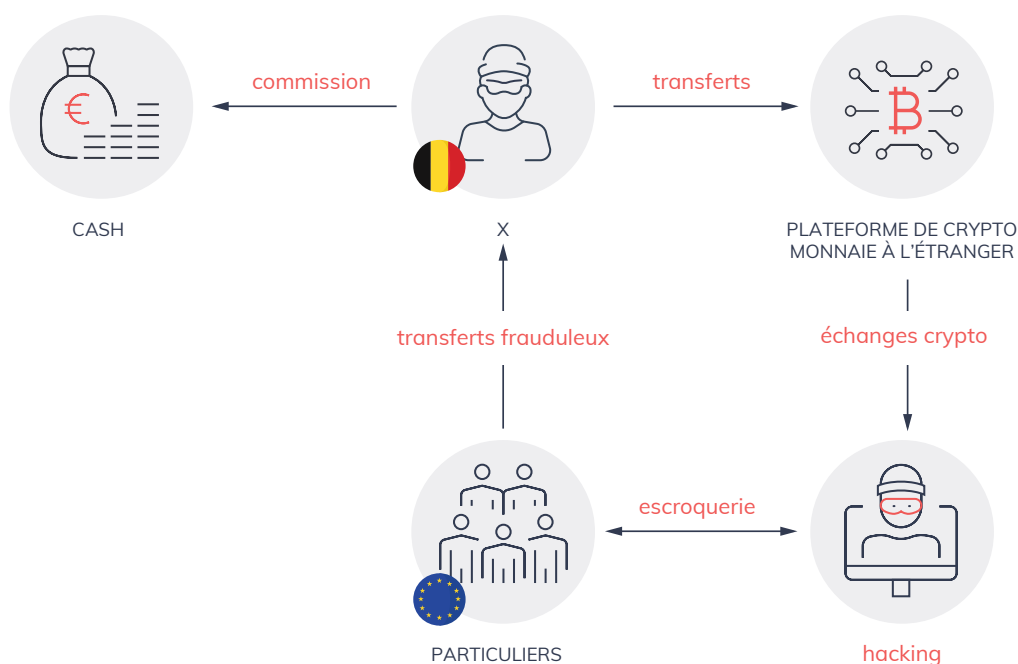 commission
transferts
CASH
X
PLATEFORME DE CRYPTO
MONNAIE À L'ÉTRANGER
transferts frauduleux
échanges crypto
escroquerie
PARTICULIERS
hacking